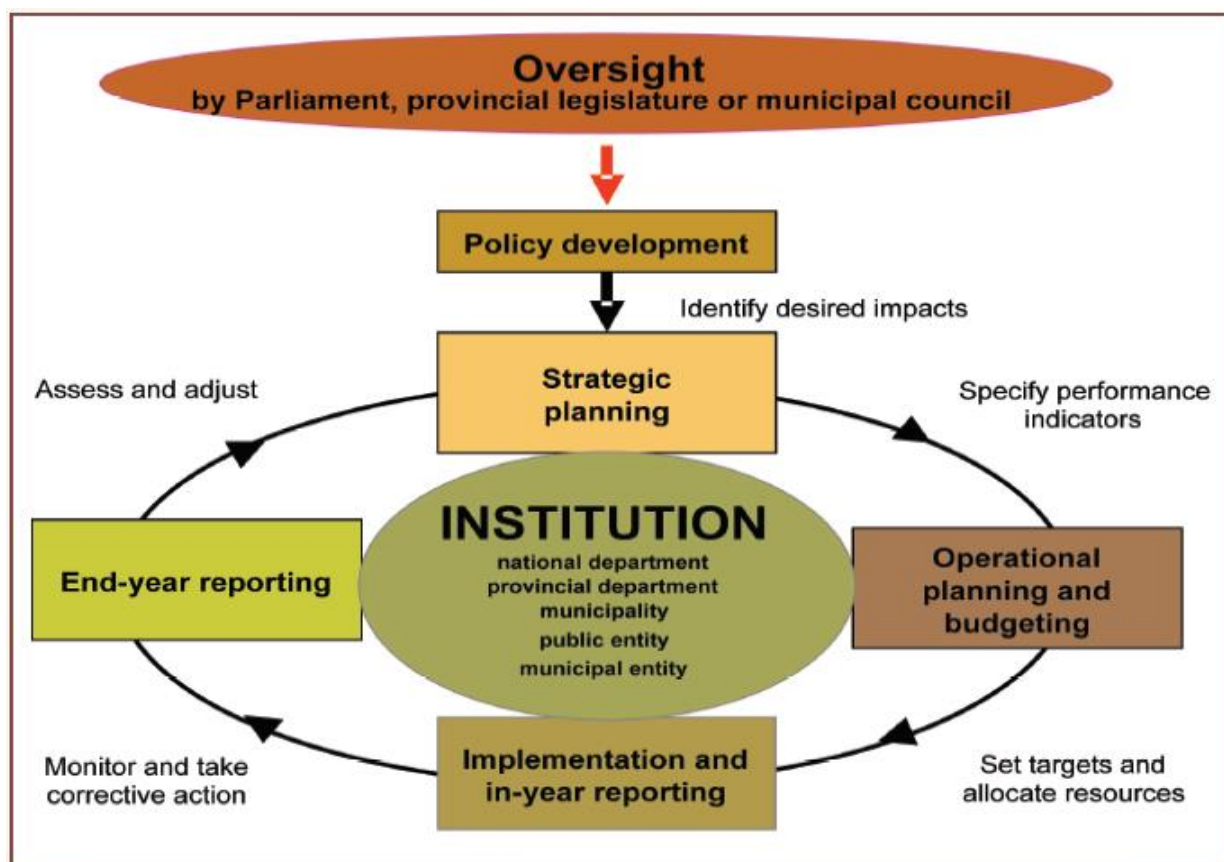 Oversight
by Parliament, provincial legislature or municipal council
Policy development
Identify desired impacts
Strategic
planning
Assess and adjust
Specify performance
indicators
INSTITUTION
national department
provincial department
municipality
public entity
municipal entity
End-year reporting
Operational
planning and
budgeting
Implementation and
in-year reporting
Monitor and take
corrective action
Set targets and
allocate resources